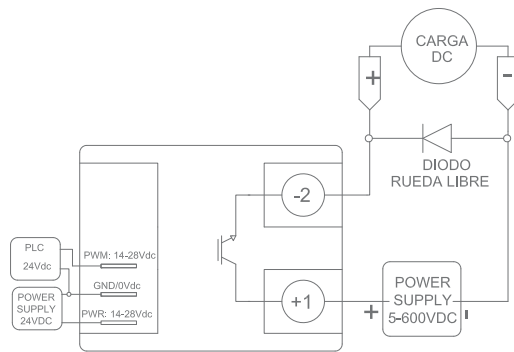 CARGA
DC
+
-
DIODO
RUEDA LIBRE
-2
PLC
24Vdc
PWM: 14-28Vdc
GND/0Vdc
POWER
SUPPLY
24VDC
PWR: 14-28Vdc
+1
+
POWER
SUPPLY
5-600VDC
-